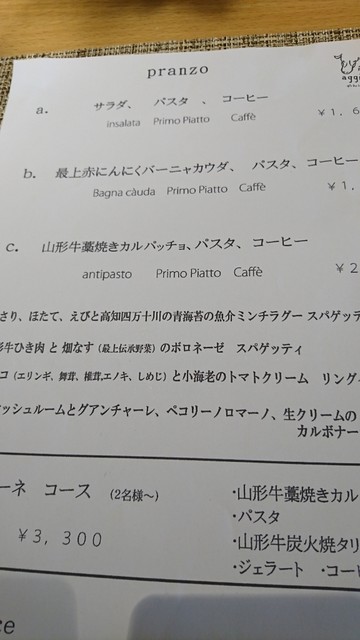 pranzo
a. サラダ、 パスタ 、 コーヒー
insalata Primo Piatto Caffè ￥1, 6
b. 最上赤にんにくバーニャカウダ、 パスタ、コーヒー
Bagna càuda Primo Piatto Caffè ￥1,
c. 山形牛藁焼きカルパッチョ、パスタ、コーヒー
antipasto Primo Piatto Caffè ￥2
さり、ほたて、えびと高知四万十川の青海苔の魚介ミンチラグー スパゲッテ
牛ひき肉 と 畑なす (最上伝承野菜) のボロネーゼ スパゲッティ
コ (エリンギ、舞茸、椎茸,エノキ、しめじ) と小海老のトマトクリーム リング
ッシュルームとグアンチャーレ、ペコリーノロマーノ、生クリームの
カルボナー
ーネ コース (2名様～)
￥3, 300
・山形牛藁焼きカル
・パスタ
・山形牛炭火焼タリ
・ジェラート ・コー